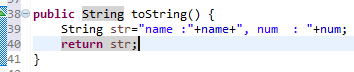 38 public String toString() {
39 String str="name :"+name+", num  : "+num;
40 return str;
41 }